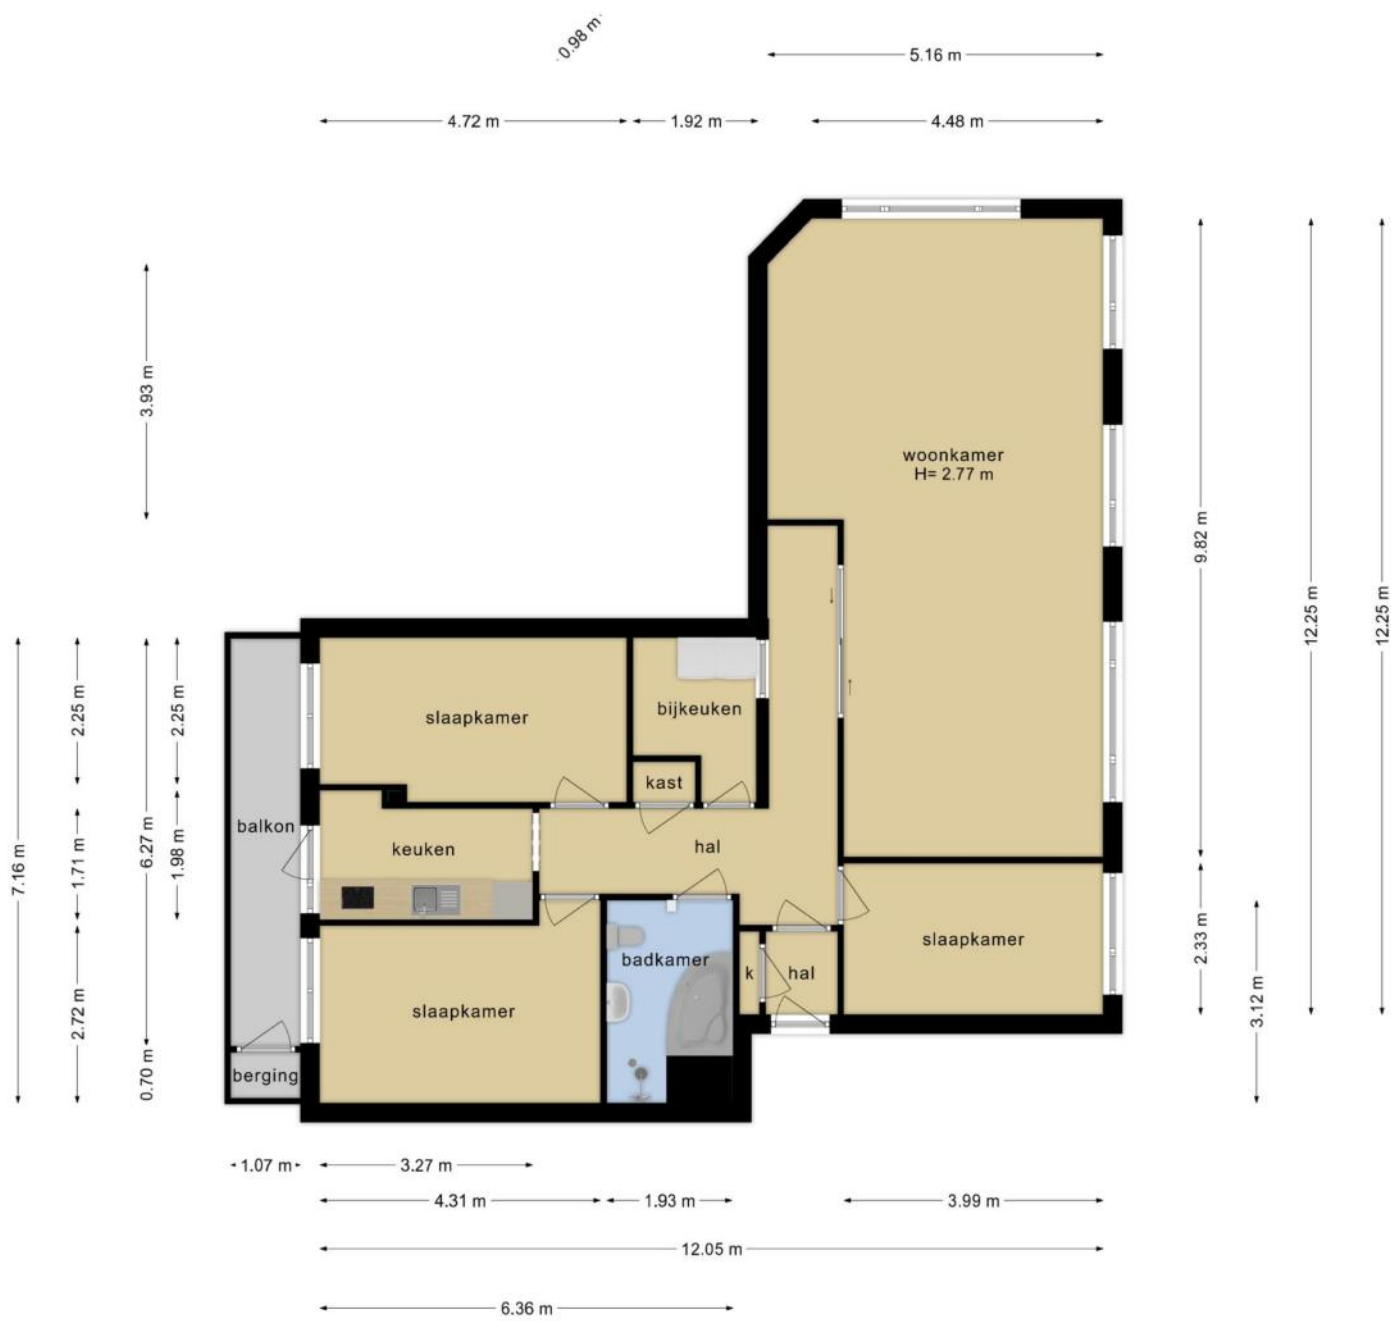 0.98 m
5.16 m
4.72 m
1.92 m
4.48 m
3.93 m
woonkamer
H= 2.77 m
9.82 m
12.25 m
12.25 m
7.16 m
2.25 m
1.71 m
2.72 m
6.27 m
0.70 m
2.25 m
1.98 m
slaapkamer
bijkeuken
kast
balkon
keuken
hal
slaapkamer
badkamer
k
hal
slaapkamer
berging
2.33 m
3.12 m
1.07 m
3.27 m
4.31 m
1.93 m
3.99 m
12.05 m
6.36 m